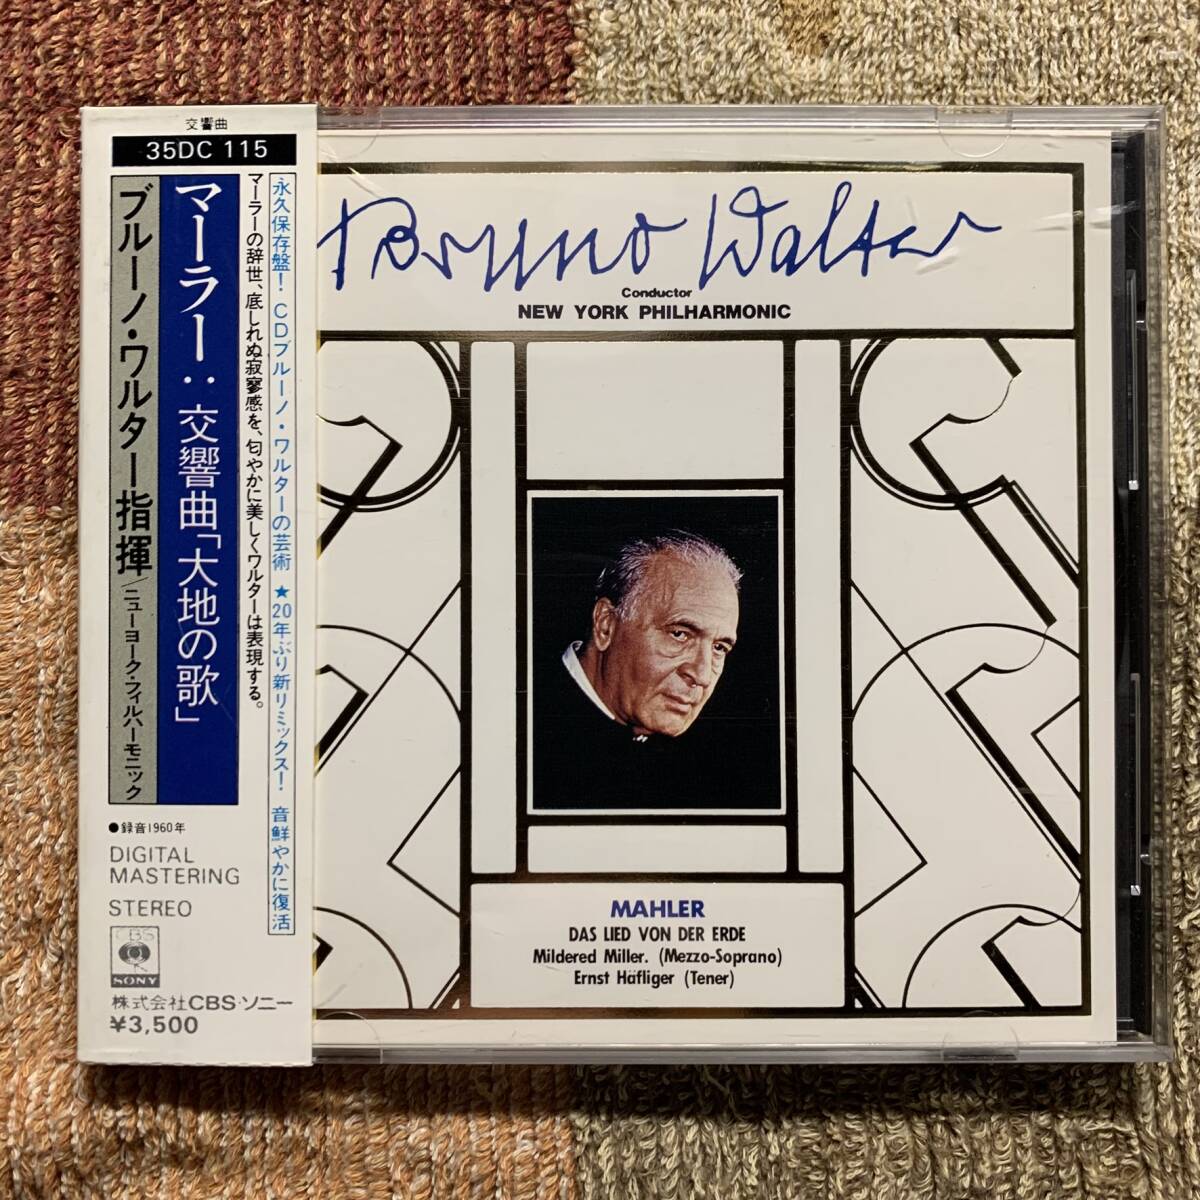 交響曲
35DC 115
永久保存盤! CDブルーノ・ワルターの芸術 ★20年ぶり新リミックス! 音鮮やかに復活
マーラーの辞世、底しれぬ寂寥感を、匂やかに美しくワルターは表現する。
マーラー:交響曲「大地の歌」
ブルーノ・ワルター指揮/ニューヨーク・フィルハーモニック
●録音1960年
DIGITAL
MASTERING
STEREO
CBS
SONY
株式会社CBS・ソニー
¥3,500
Bruno Walter
Conductor
NEW YORK PHILHARMONIC
MAHLER
DAS LIED VON DER ERDE
Mildered Miller. (Mezzo-Soprano)
Ernst Häfliger (Tener)